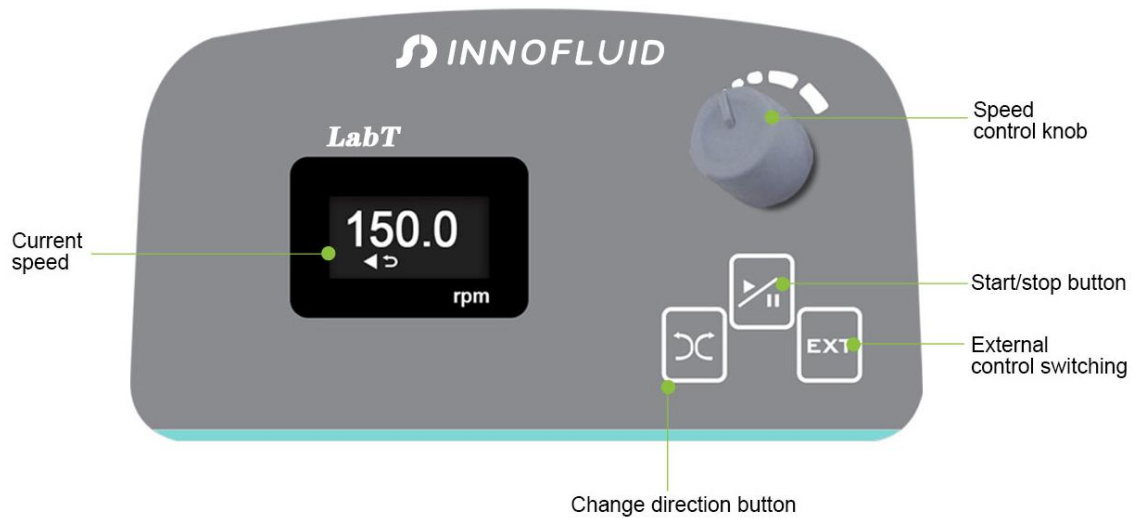 INNOFLUID
LabT
150.0
rpm
EXT
Speed
control knob
Current
speed
Start/stop button
External
control switching
Change direction button